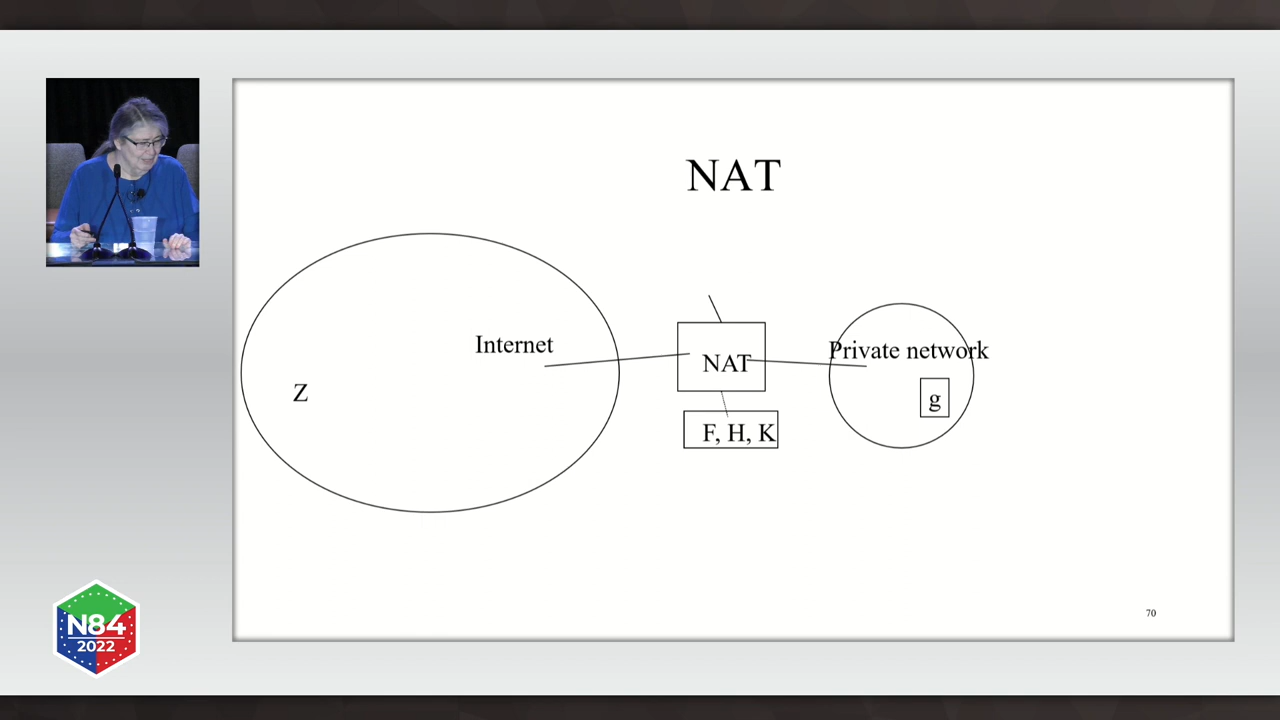 NAT
Internet
NAT
Private network
Z
g
F, H, K
70
N84
2022